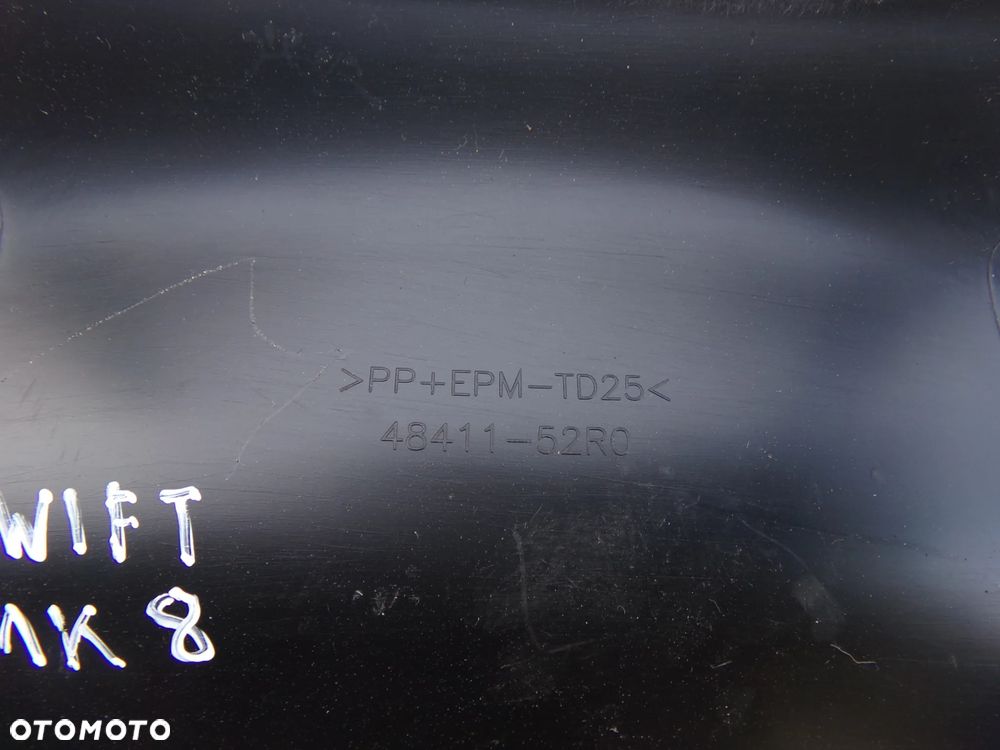 >PP+EPM-TD25<
48411-52R0
WIFT
MK 8
OTOMOTO